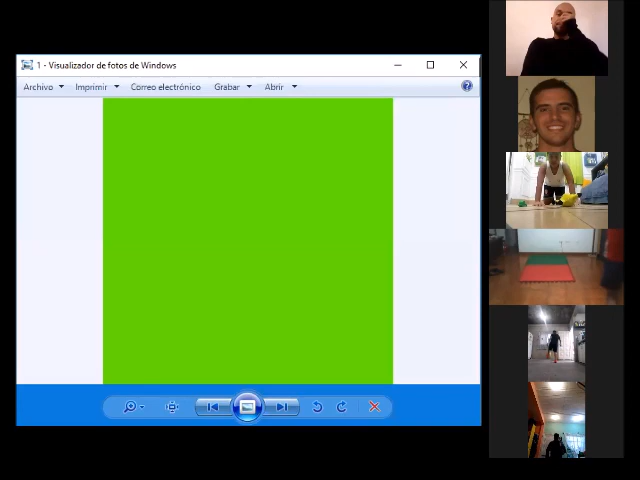 1 - Visualizador de fotos de Windows
Archivo Imprimir Correo electrónico Grabar Abrir